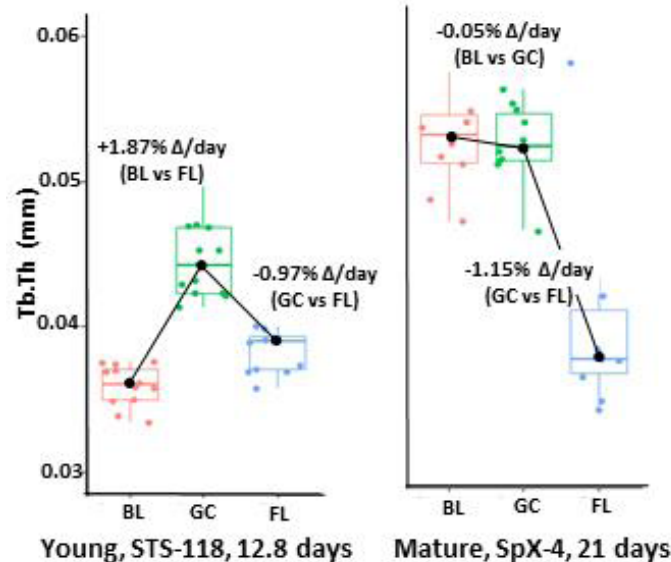 Tb.Th (mm)
0.06
0.05
0.04
0.03
+1.87% Δ/day
(BL vs FL)
-0.97% Δ/day
(GC vs FL)
BL GC FL
Young, STS-118, 12.8 days
-0.05% Δ/day
(BL vs GC)
-1.15% Δ/day
(GC vs FL)
BL GC FL
Mature, SpX-4, 21 days